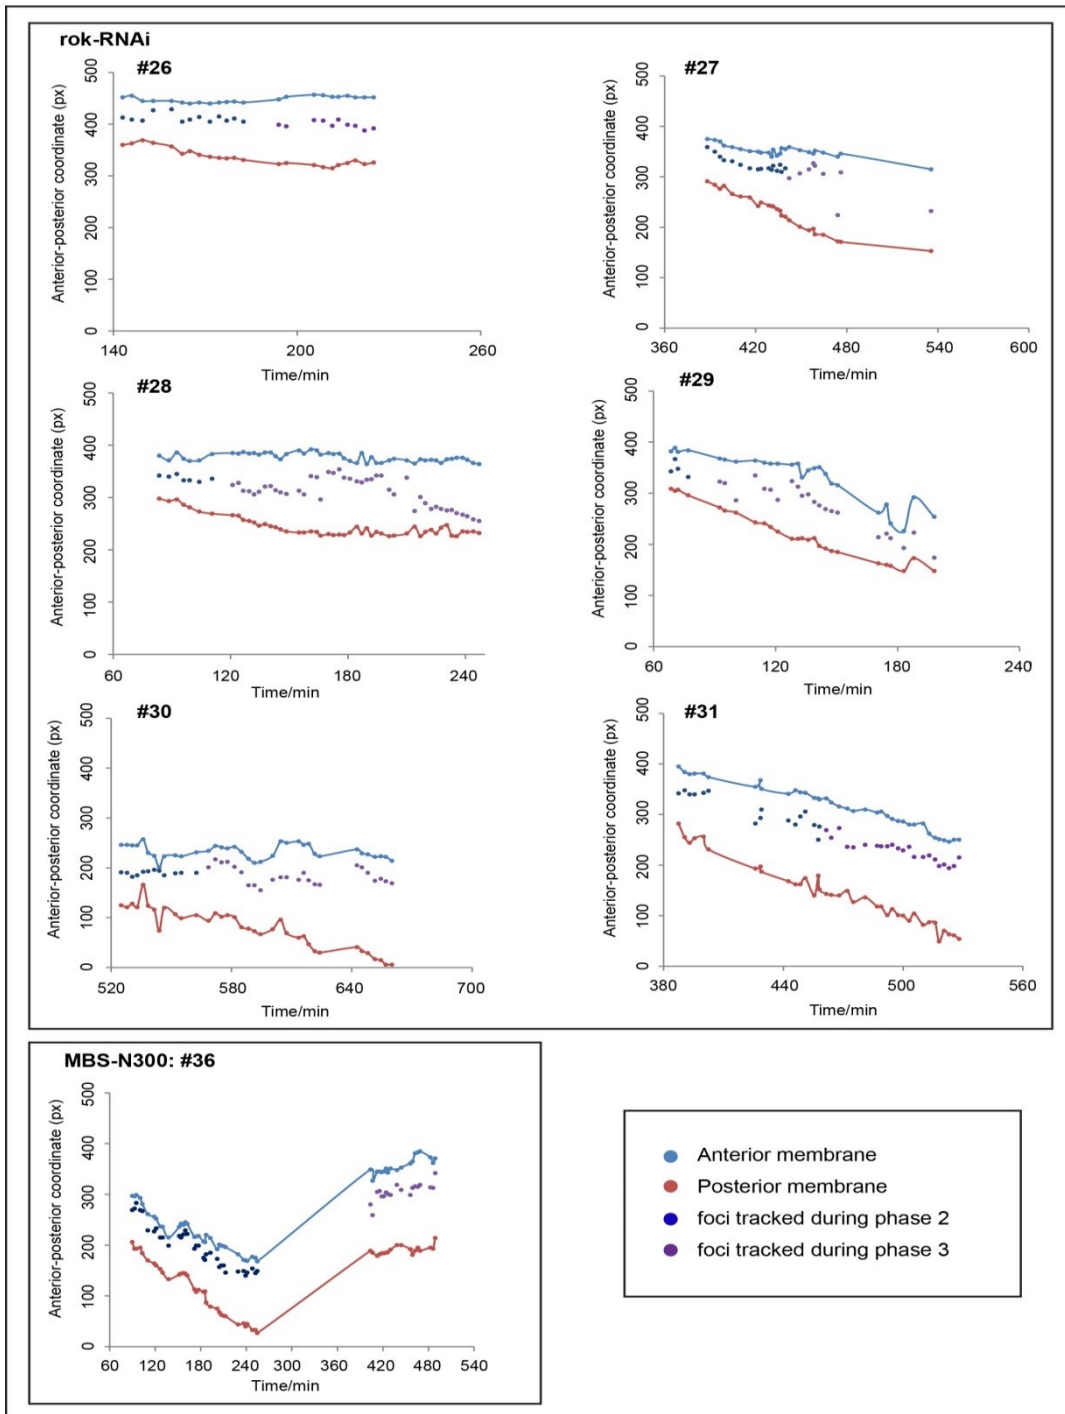 rok-RNAi
#26
Anterior-posterior coordinate (px)
500
400
300
200
100
0
140 200 260
Time/min
#27
Anterior-posterior coordinate (px)
500
400
300
200
100
0
360 420 480 540 600
Time/min
#28
Anterior-posterior coordinate (px)
500
400
300
200
100
0
60 120 180 240
Time/min
#29
Anterior-posterior coordinate (px)
500
400
300
200
100
0
60 120 180 240
Time/min
#30
Anterior-posterior coordinate (px)
500
400
300
200
100
0
520 580 640 700
Time/min
#31
Anterior-posterior coordinate (px)
500
400
300
200
100
0
380 440 500 560
Time/min
MBS-N300: #36
Anterior-posterior coordinate (px)
500
400
300
200
100
0
60 120 180 240 300 360 420 480 540
Time/min
Anterior membrane
Posterior membrane
foci tracked during phase 2
foci tracked during phase 3